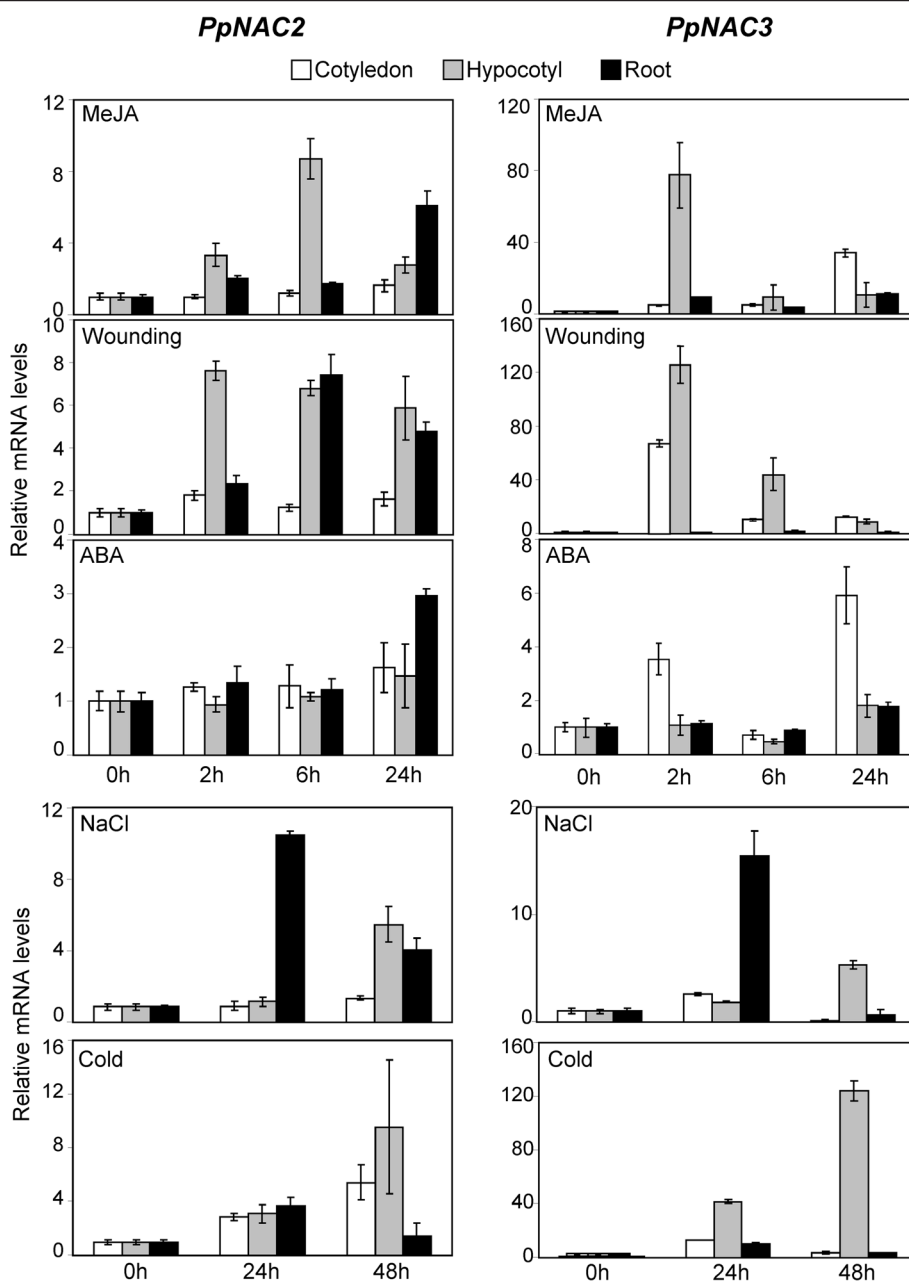 PpNAC2 PpNAC3
Cotyledon Hypocotyl Root
MeJA
12
8
4
0
MeJA
120
80
40
0
Wounding
10
8
6
4
2
0
Wounding
160
120
80
40
0
Relative mRNA levels
ABA
4
3
2
1
0
0h 2h 6h 24h
ABA
8
6
4
2
0
0h 2h 6h 24h
NaCl
12
8
4
0
NaCl
20
10
0
Relative mRNA levels
Cold
16
12
8
4
0
0h 24h 48h
Cold
160
120
80
40
0
0h 24h 48h